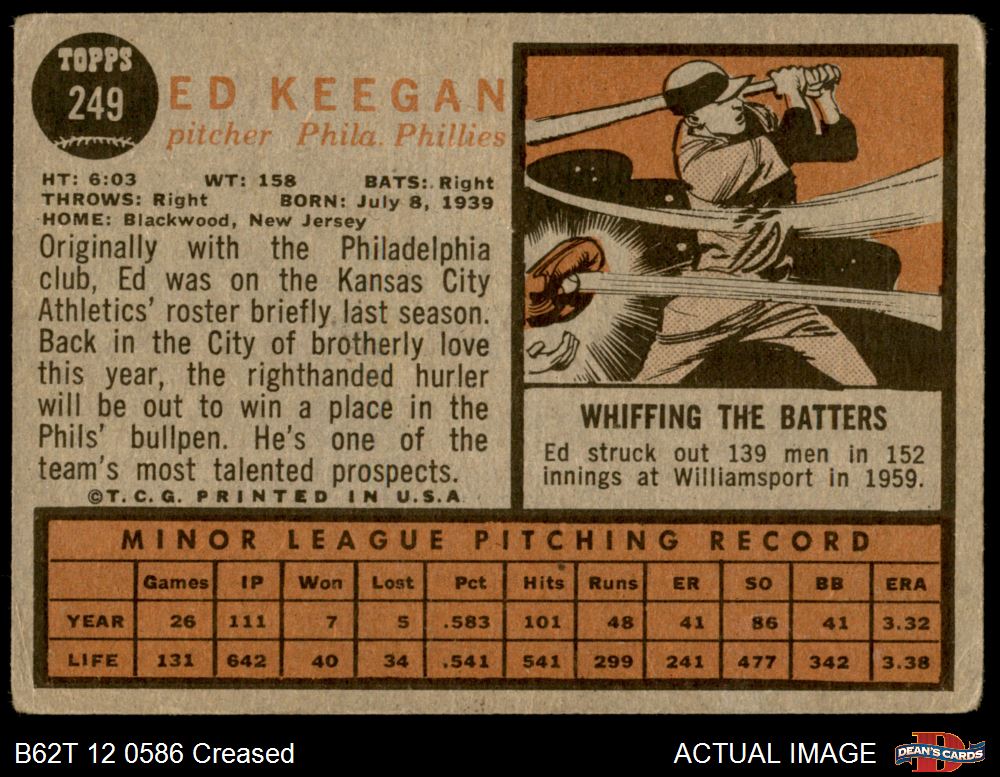 TOPPS
249
ED KEEGAN
pitcher Phila. Phillies
HT: 6:03 WT: 158 BATS: Right
THROWS: Right BORN: July 8, 1939
HOME: Blackwood, New Jersey
Originally with the Philadelphia
club, Ed was on the Kansas City
Athletics' roster briefly last season.
Back in the City of brotherly love
this year, the righthanded hurler
will be out to win a place in the
Phils' bullpen. He's one of the
team's most talented prospects.
©T.C.G. PRINTED IN U.S.A.
WHIFFING THE BATTERS
Ed struck out 139 men in 152
innings at Williamsport in 1959.
MINOR LEAGUE PITCHING RECORD
Games IP Won Lost Pct Hits Runs ER SO BB ERA
YEAR 26 111 7 5 .583 101 48 41 86 41 3.32
LIFE 131 642 40 34 .541 541 299 241 477 342 3.38
B62T 12 0586 Creased
ACTUAL IMAGE
DEAN'S CARDS